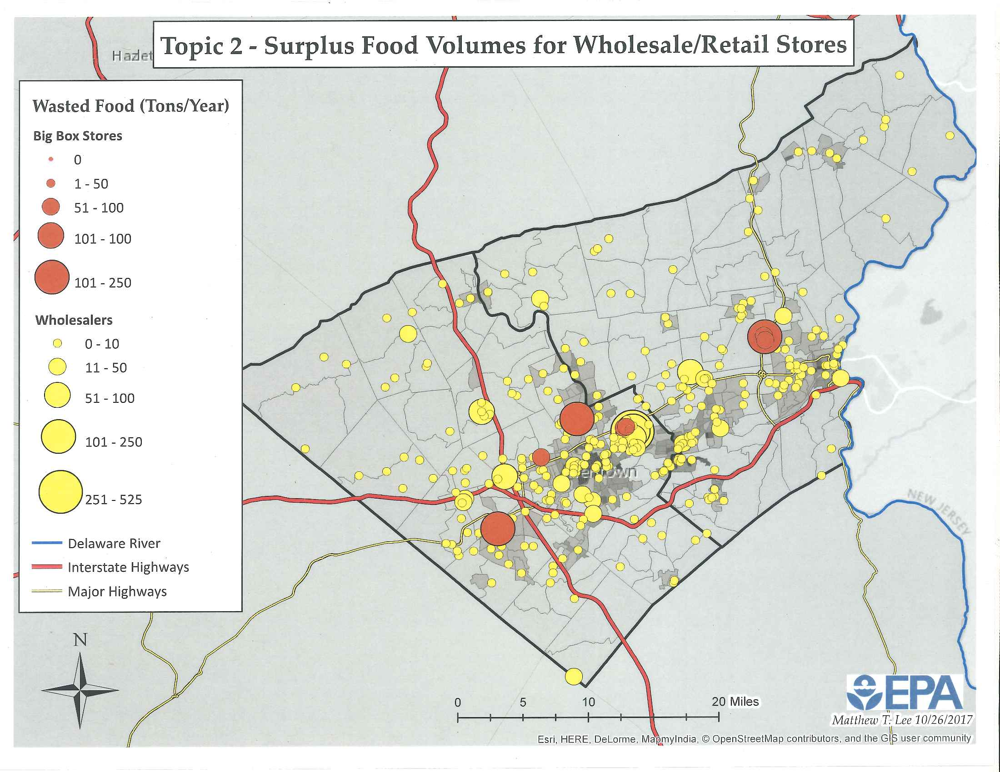 Topic 2 - Surplus Food Volumes for Wholesale/Retail Stores
Hazlet
Wasted Food (Tons/Year)
Big Box Stores
0
1 - 50
51 - 100
101 - 100
101 - 250
Wholesalers
0 - 10
11 - 50
51 - 100
101 - 250
251 - 525
Delaware River
Interstate Highways
Major Highways
N
entown
NEW JERSEY
0 5 10 20 Miles
EPA
Matthew T. Lee 10/26/2017
Esri, HERE, DeLorme, MapmyIndia, © OpenStreetMap contributors, and the GIS user community